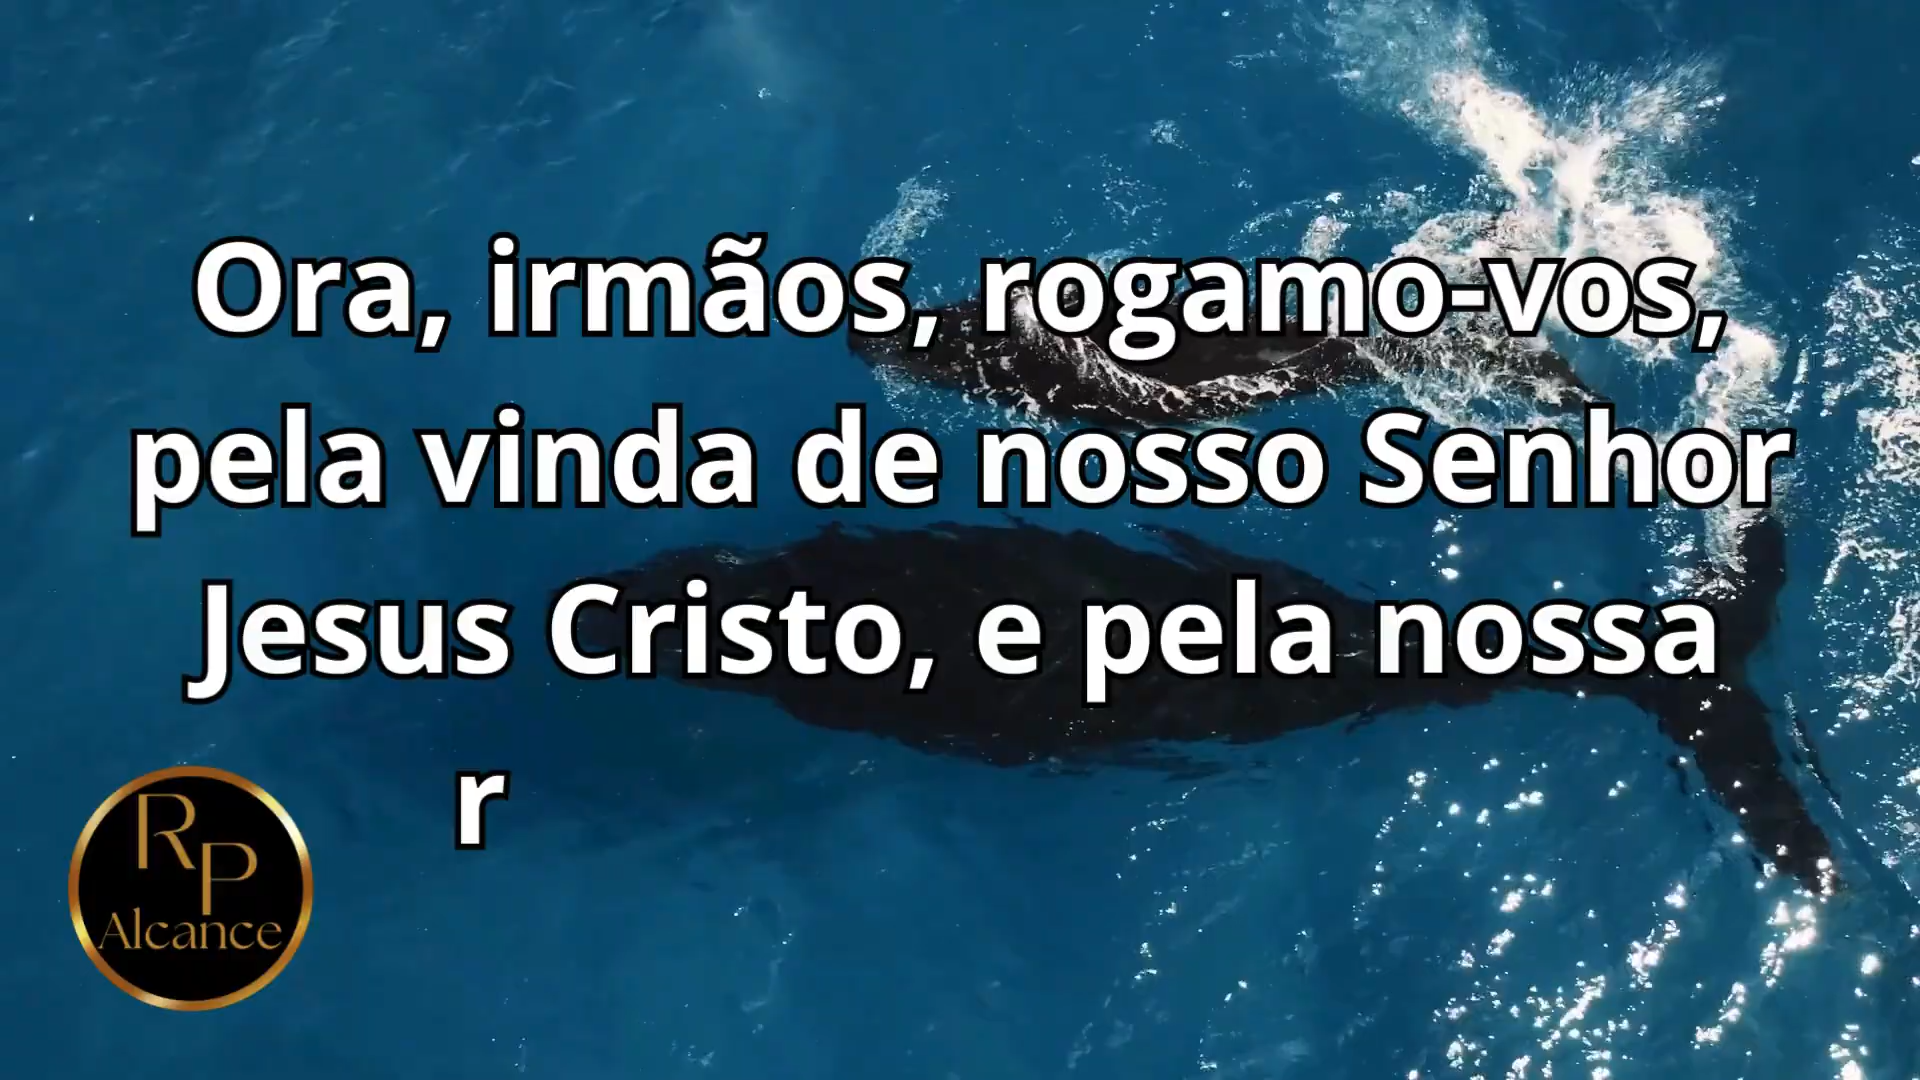 Ora, irmãos, rogamo-vos,
pela vinda de nosso Senhor
Jesus Cristo, e pela nossa
r
RP
Alcance